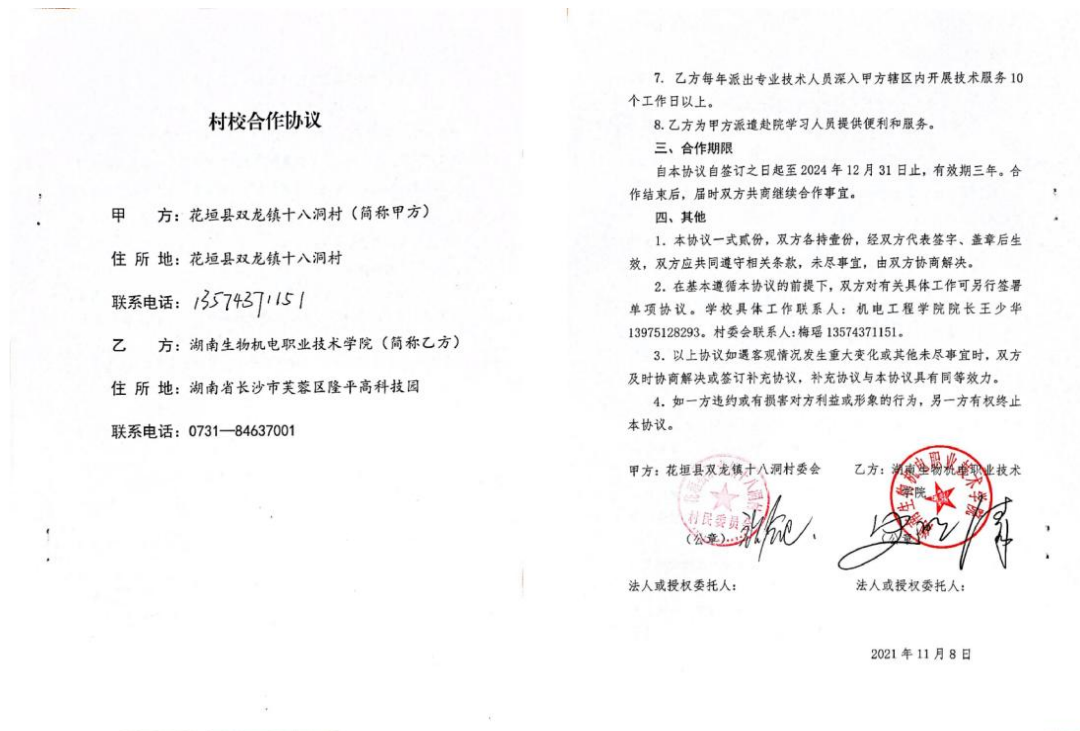 村校合作协议
甲 方：花垣县双龙镇十八洞村（简称甲方）
住 所 地：花垣县双龙镇十八洞村
联系电话：13574371151
乙 方：湖南生物机电职业技术学院（简称乙方）
住 所 地：湖南省长沙市芙蓉区隆平高科技园
联系电话：0731—84637001
7. 乙方每年派出专业技术人员深入甲方辖区内开展技术服务 10
个工作日以上。
8.乙方为甲方派遣赴院学习人员提供便利和服务。
三、合作期限
自本协议自签订之日起至 2024 年 12 月 31 日止，有效期三年。合
作结束后，届时双方共商继续合作事宜。
四、其他
1. 本协议一式贰份，双方各持壹份，经双方代表签字、盖章后生
效，双方应共同遵守相关条款，未尽事宜，由双方协商解决。
2. 在基本遵循本协议的前提下，双方对有关具体工作可另行签署
单项协议。学校具体工作联系人：机电工程学院院长王少华
13975128293。村委会联系人:梅瑶 13574371151。
3. 以上协议如遇客观情况发生重大变化或其他未尽事宜时，双方
及时协商解决或签订补充协议，补充协议与本协议具有同等效力。
4. 如一方违约或有损害对方利益或形象的行为，另一方有权终止
本协议。
甲方：花垣县双龙镇十八洞村委会
村民委员会
（公章）
法人或授权委托人：
乙方：湖南生物机电职业技术
学院
湖南生物机电职业技术学院
（公章
法人或授权委托人：
2021 年 11 月 8 日